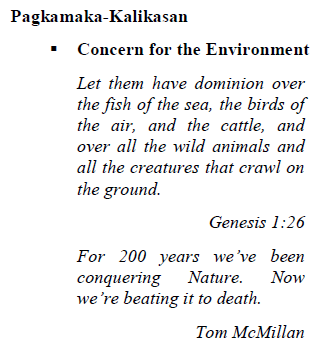 Pagkamaka-Kalikasan
▪ Concern for the Environment
Let them have dominion over
the fish of the sea, the birds of
the air, and the cattle, and
over all the wild animals and
all the creatures that crawl on
the ground.
Genesis 1:26
For 200 years we've been
conquering Nature. Now
we're beating it to death.
Tom McMillan